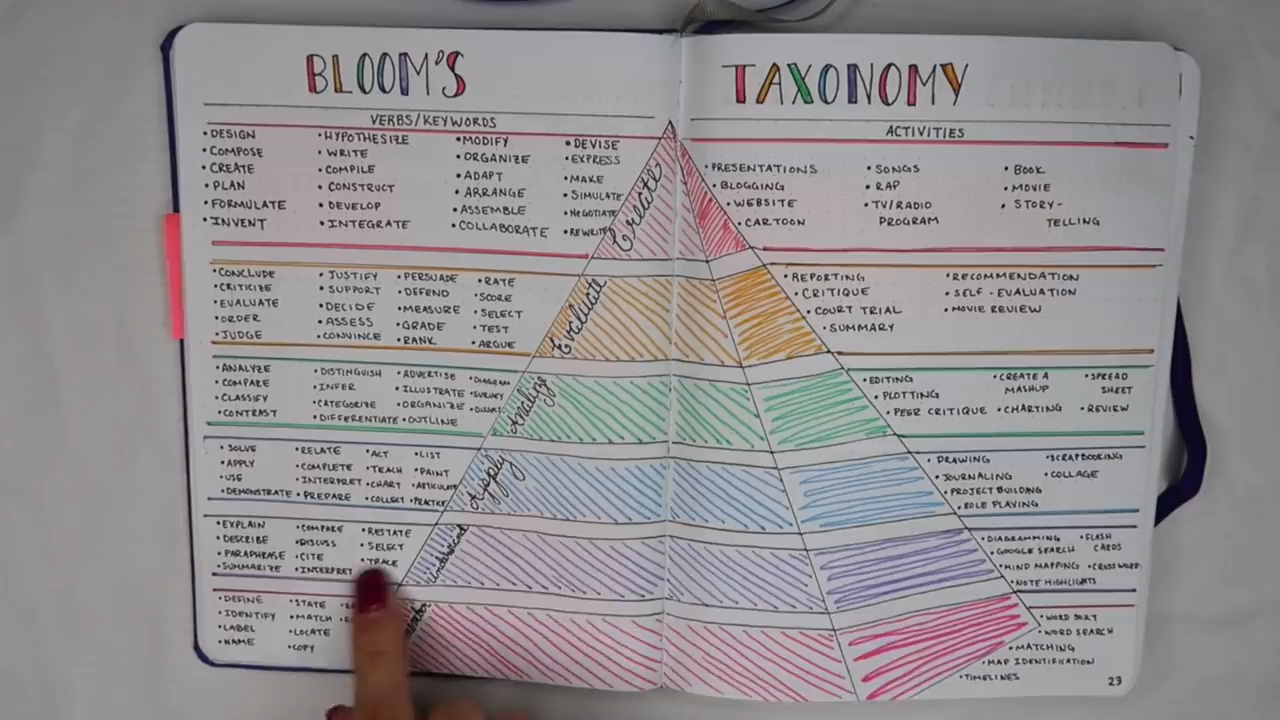 BLOOM'S TAXONOMY
VERBS/KEYWORDS
• DESIGN • HYPOTHESIZE • MODIFY • DEVISE
• COMPOSE • WRITE • ORGANIZE • EXPRESS
• CREATE • COMPILE • ADAPT • MAKE
• PLAN • CONSTRUCT • ARRANGE • SIMULATE
• FORMULATE • DEVELOP • ASSEMBLE • NEGOTIATE
• INVENT • INTEGRATE • COLLABORATE • REWRITE
Create
ACTIVITIES
• PRESENTATIONS • SONGS • BOOK
• BLOGGING • RAP • MOVIE
• WEBSITE • TV/RADIO • STORY-
• CARTOON PROGRAM TELLING
• CONCLUDE • JUSTIFY • PERSUADE • RATE
• CRITICIZE • SUPPORT • DEFEND • SCORE
• EVALUATE • DECIDE • MEASURE • SELECT
• ORDER • ASSESS • GRADE • TEST
• JUDGE • CONVINCE • RANK • ARGUE
Evaluate
• REPORTING • RECOMMENDATION
• CRITIQUE • SELF-EVALUATION
• COURT TRIAL • MOVIE REVIEW
• SUMMARY
• ANALYZE • DISTINGUISH • ADVERTISE • DIAGRAM
• COMPARE • INFER • ILLUSTRATE • SURVEY
• CLASSIFY • CATEGORIZE • ORGANIZE
• CONTRAST • DIFFERENTIATE • OUTLINE
Analize
• EDITING • CREATE A • SPREAD
• PLOTTING MASHUP SHEET
• PEER CRITIQUE • CHARTING • REVIEW
• SOLVE • RELATE • ACT • LIST
• APPLY • COMPLETE • TEACH • PAINT
• USE • INTERPRET • CHART • ARTICULATE
• DEMONSTRATE • PREPARE • COLLECT • PRACTICE
Apply
• DRAWING • SCRAPBOOKING
• JOURNALING • COLLAGE
• PROJECT BUILDING
• ROLE PLAYING
• EXPLAIN • COMPARE • RESTATE
• DESCRIBE • DISCUSS • SELECT
• PARAPHRASE • CITE • TRACE
• SUMMARIZE • INTERPRET
Understand
• DIAGRAMMING • FLASH
• GOOGLE SEARCH CARDS
• MIND MAPPING • CROSSWORD
• NOTE HIGHLIGHTS
• DEFINE • STATE
• IDENTIFY • MATCH
• LABEL • LOCATE
• NAME • COPY
• WORD SORT
• WORD SEARCH
• MATCHING
• MAP IDENTIFICATION
• TIMELINES
23